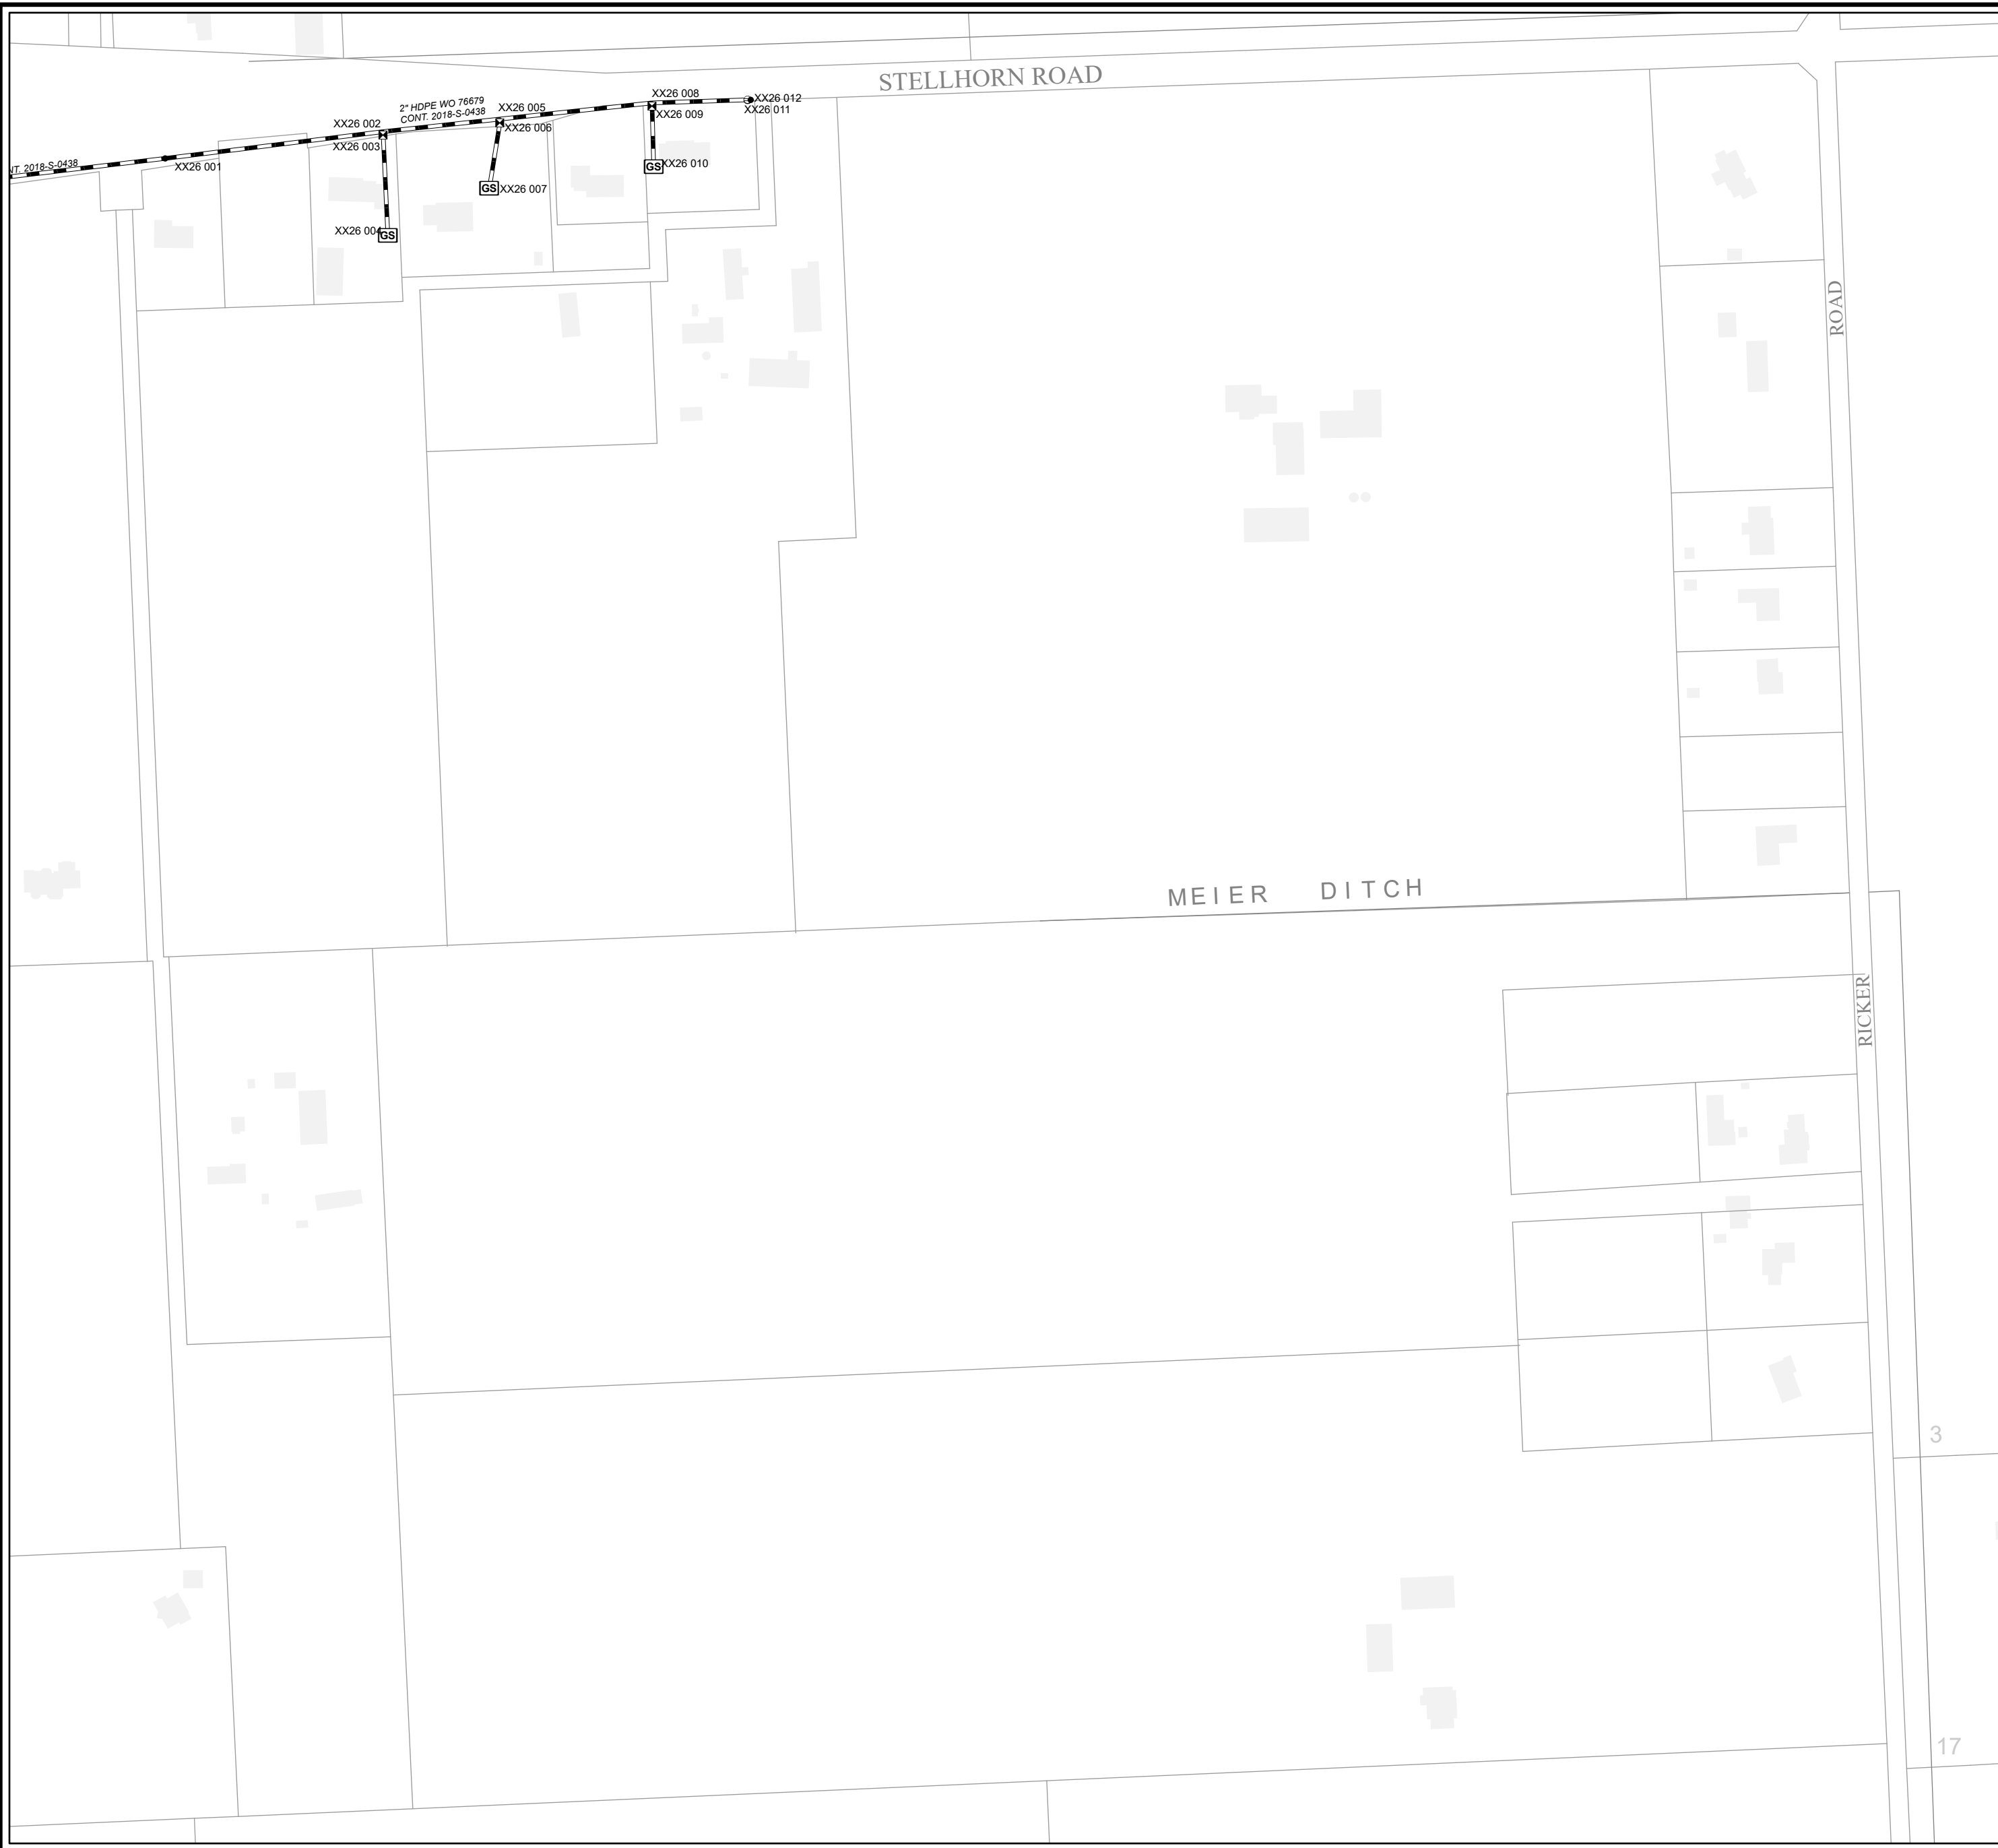 STELLHORN ROAD
2" HDPE WO 76679
CONT. 2018-S-0438
XX26 008
XX26 012
XX26 005
XX26 011
XX26 009
XX26 002
XX26 006
XX26 003
NT. 2018-S-0438
XX26 001
XX26 010
GS
GS
XX26 007
XX26 004
GS
ROAD
MEIER DITCH
RICKER
3
17